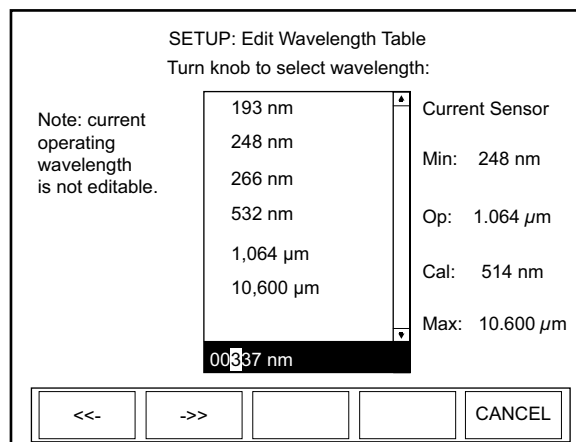 SETUP: Edit Wavelength Table
Turn knob to select wavelength:
Note: current
operating
wavelength
is not editable.
193 nm
248 nm
266 nm
532 nm
1,064 µm
10,600 µm
00337 nm
Current Sensor
Min: 248 nm
Op: 1.064 µm
Cal: 514 nm
Max: 10.600 µm
<<-
->>
CANCEL